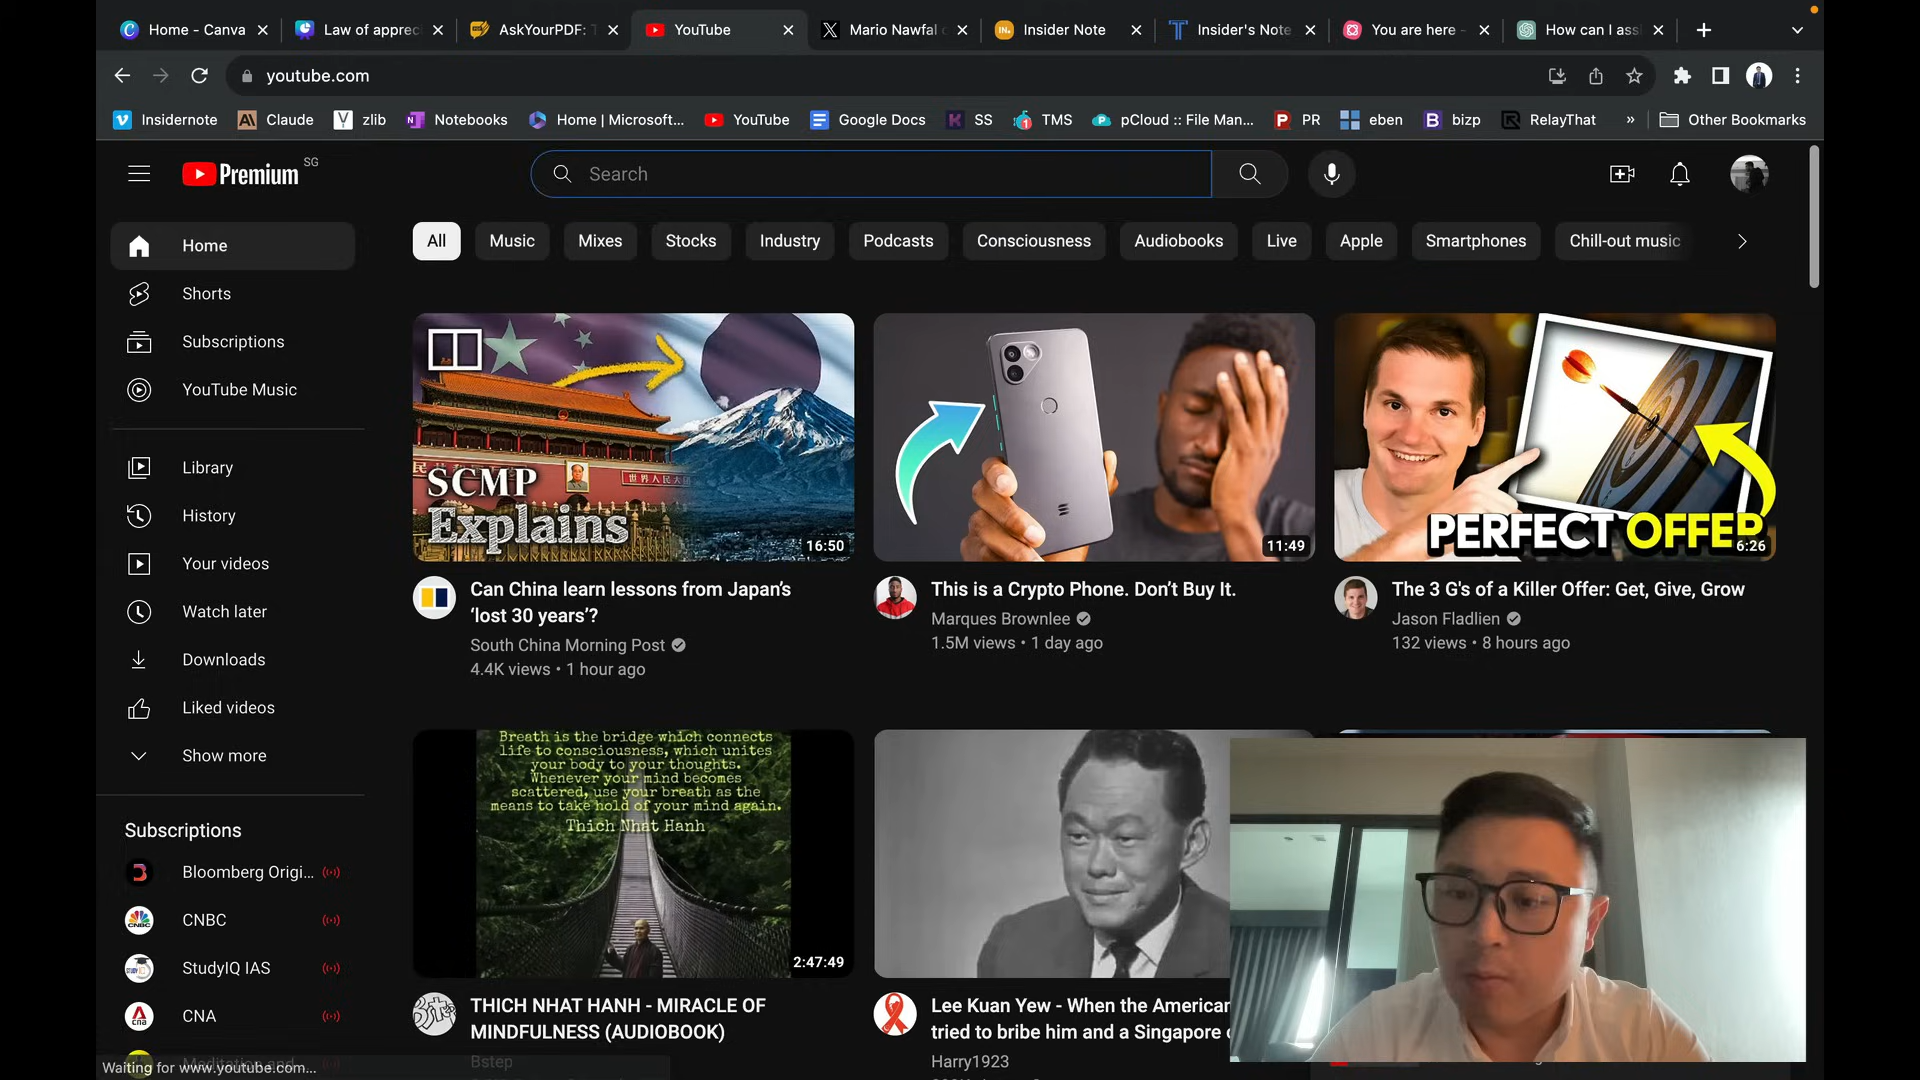 Home - Canva
Law of apprec
AskYourPDF: T
YouTube
Mario Nawfal o
Insider Note
Insider's Note
You are here -
How can I assi
youtube.com
Insidernote
Claude
zlib
Notebooks
Home | Microsoft...
YouTube
Google Docs
SS
TMS
pCloud :: File Man...
PR
eben
bizp
RelayThat
»
Other Bookmarks
Premium SG
Search
Home
Shorts
Subscriptions
YouTube Music
Library
History
Your videos
Watch later
Downloads
Liked videos
Show more
Subscriptions
Bloomberg Origi...
CNBC
StudyIQ IAS
CNA
Waiting for www.youtube.com...
All
Music
Mixes
Stocks
Industry
Podcasts
Consciousness
Audiobooks
Live
Apple
Smartphones
Chill-out music
SCMP
Explains
16:50
Can China learn lessons from Japan's
'lost 30 years'?
South China Morning Post
4.4K views • 1 hour ago
11:49
This is a Crypto Phone. Don't Buy It.
Marques Brownlee
1.5M views • 1 day ago
PERFECT OFFER
6:26
The 3 G's of a Killer Offer: Get, Give, Grow
Jason Fladlien
132 views • 8 hours ago
Breath is the bridge which connects
life to consciousness, which unites
your body to your thoughts.
Whenever your mind becomes
scattered, use your breath as the
means to take hold of your mind again.
Thich Nhat Hanh
2:47:49
THICH NHAT HANH - MIRACLE OF
MINDFULNESS (AUDIOBOOK)
Bstep
Lee Kuan Yew - When the American
tried to bribe him and a Singapore
Harry1923